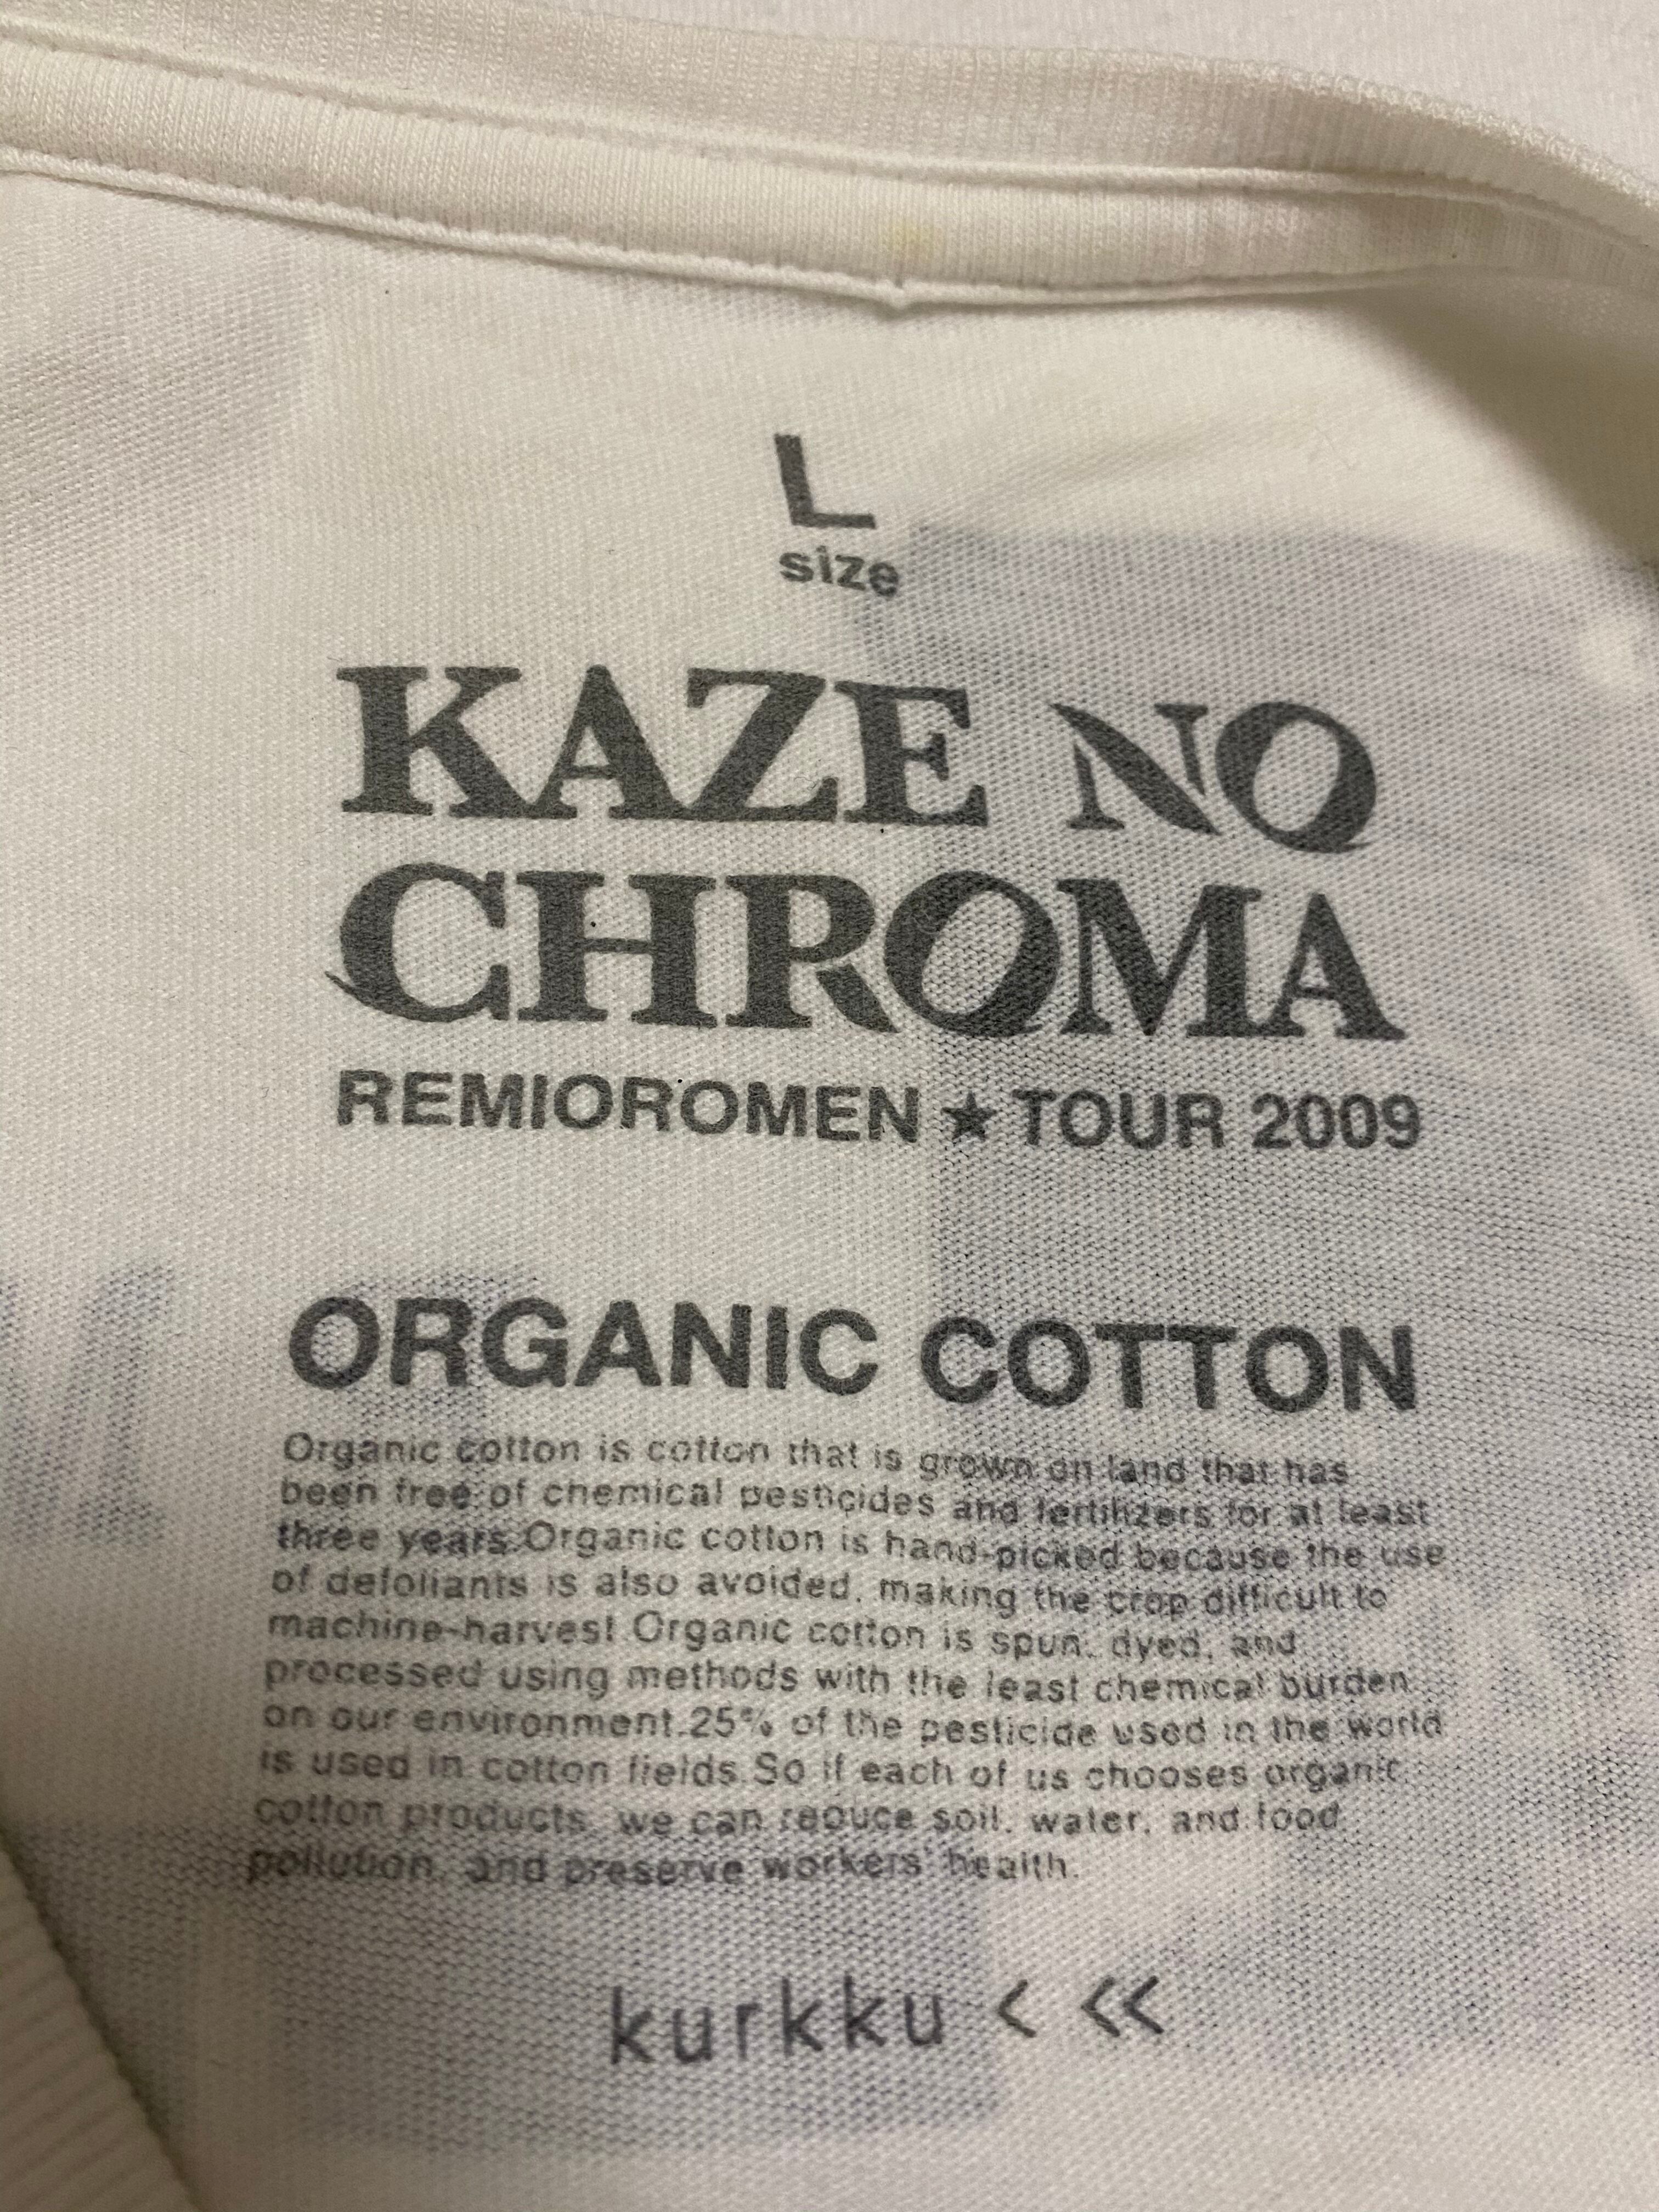 L
size
KAZE NO
CHROMA
REMIOROMEN ★ TOUR 2009
ORGANIC COTTON
Organic cotton is cotton that is grown on land that has
been free of chemical pesticides and fertilizers for at least
three years.Organic cotton is hand-picked because the use
of defoliants is also avoided, making the crop difficult to
machine-harvest.Organic cotton is spun, dyed, and
processed using methods with the least chemical burden
on our environment.25% of the pesticide used in the world
is used in cotton fields.So if each of us chooses organic
cotton products, we can reduce soil, water, and food
pollution, and preserve workers' health.
kurkku < <<